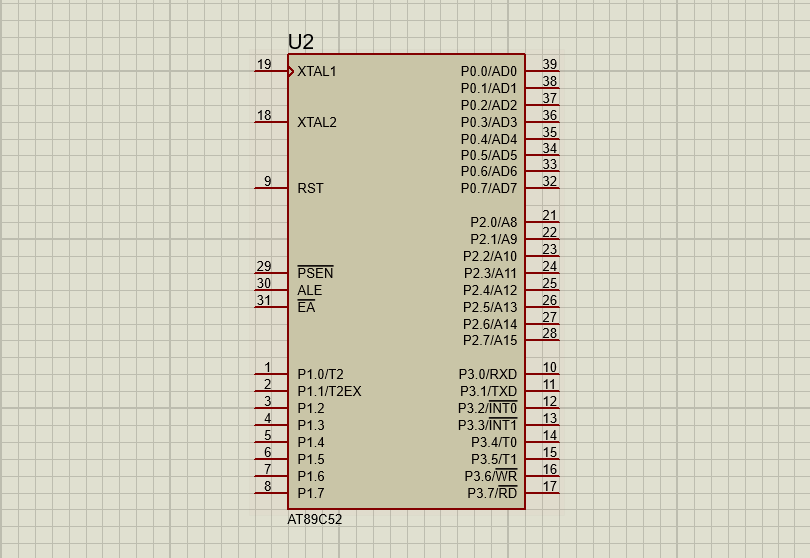 U2
19 XTAL1 P0.0/AD0 39
P0.1/AD1 38
P0.2/AD2 37
18 XTAL2 P0.3/AD3 36
P0.4/AD4 35
P0.5/AD5 34
P0.6/AD6 33
9 RST P0.7/AD7 32
P2.0/A8 21
P2.1/A9 22
P2.2/A10 23
29 PSEN P2.3/A11 24
30 ALE P2.4/A12 25
31 EA P2.5/A13 26
P2.6/A14 27
P2.7/A15 28
1 P1.0/T2 P3.0/RXD 10
2 P1.1/T2EX P3.1/TXD 11
3 P1.2 P3.2/INT0 12
4 P1.3 P3.3/INT1 13
5 P1.4 P3.4/T0 14
6 P1.5 P3.5/T1 15
7 P1.6 P3.6/WR 16
8 P1.7 P3.7/RD 17
AT89C52